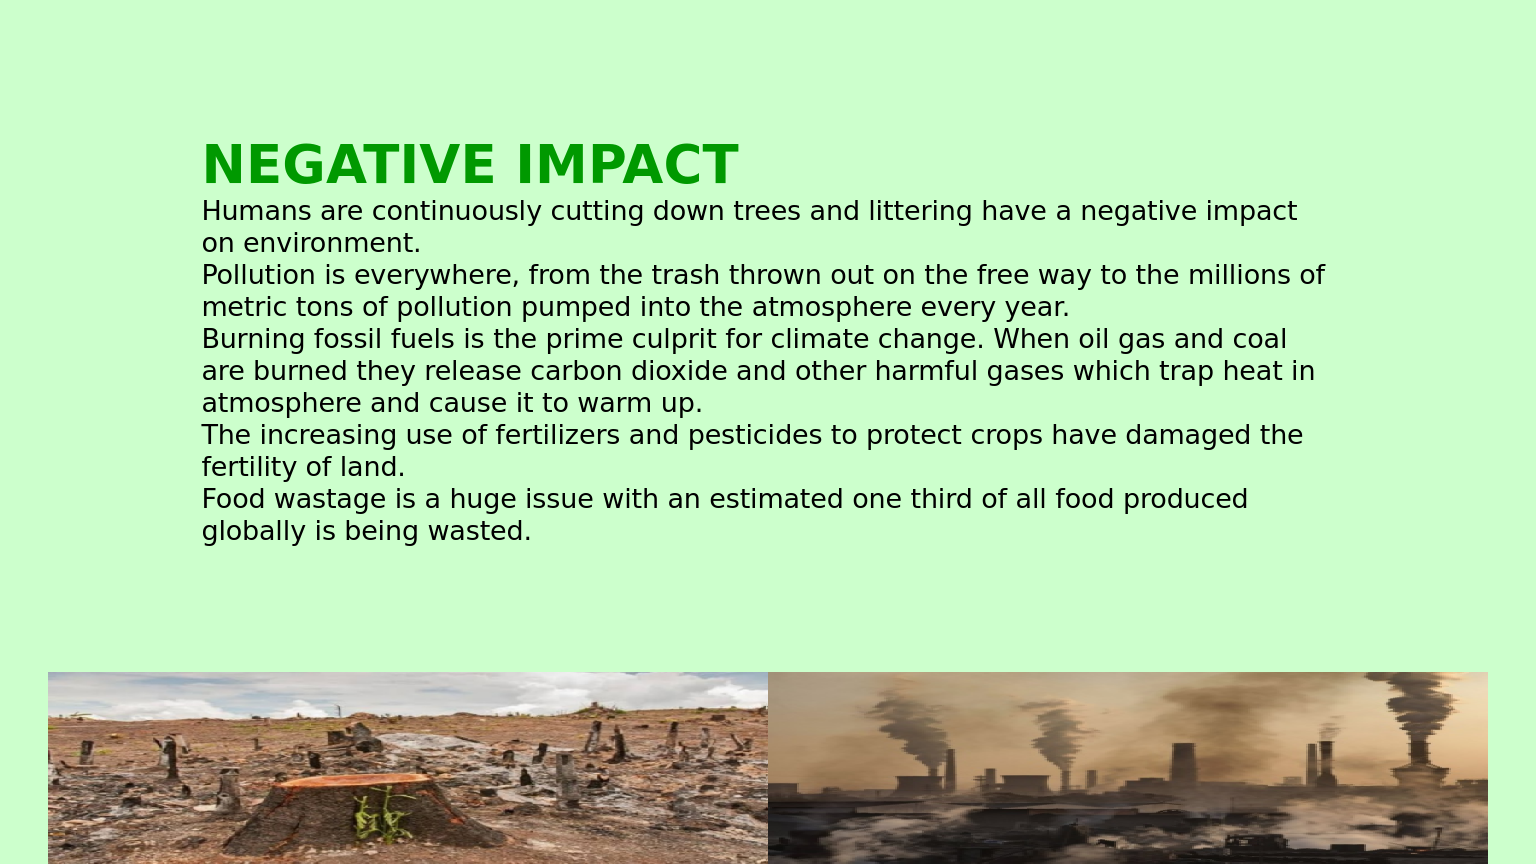 NEGATIVE IMPACT
Humans are continuously cutting down trees and littering have a negative impact
on environment.
Pollution is everywhere, from the trash thrown out on the free way to the millions of
metric tons of pollution pumped into the atmosphere every year.
Burning fossil fuels is the prime culprit for climate change. When oil gas and coal
are burned they release carbon dioxide and other harmful gases which trap heat in
atmosphere and cause it to warm up.
The increasing use of fertilizers and pesticides to protect crops have damaged the
fertility of land.
Food wastage is a huge issue with an estimated one third of all food produced
globally is being wasted.